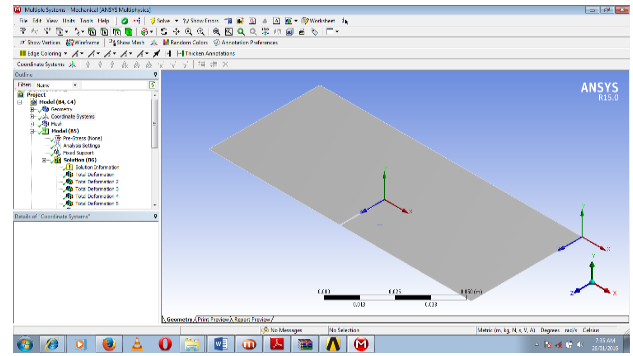 Multiple Systems - Mechanical [ANSYS Multiphysics]
File Edit View Units Tools Help Solve Show Errors Worksheet
Show Vertices Wireframe Show Mesh Random Colors Annotation Preferences
Edge Coloring Thicken Annotations
Coordinate Systems
Outline
Filter: Name
Project
Model (B4, C4)
Geometry
Coordinate Systems
Mesh
Modal (B5)
Pre-Stress (None)
Analysis Settings
Fixed Support
Solution (B6)
Solution Information
Total Deformation
Total Deformation 2
Total Deformation 3
Total Deformation 4
Total Deformation 5
Details of "Coordinate Systems"
ANSYS
R15.0
0.000 0.025 0.050 (m)
0.013 0.038
Geometry Print Preview Report Preview
No Messages No Selection Metric (m, kg, N, s, V, A) Degrees rad/s Celsius